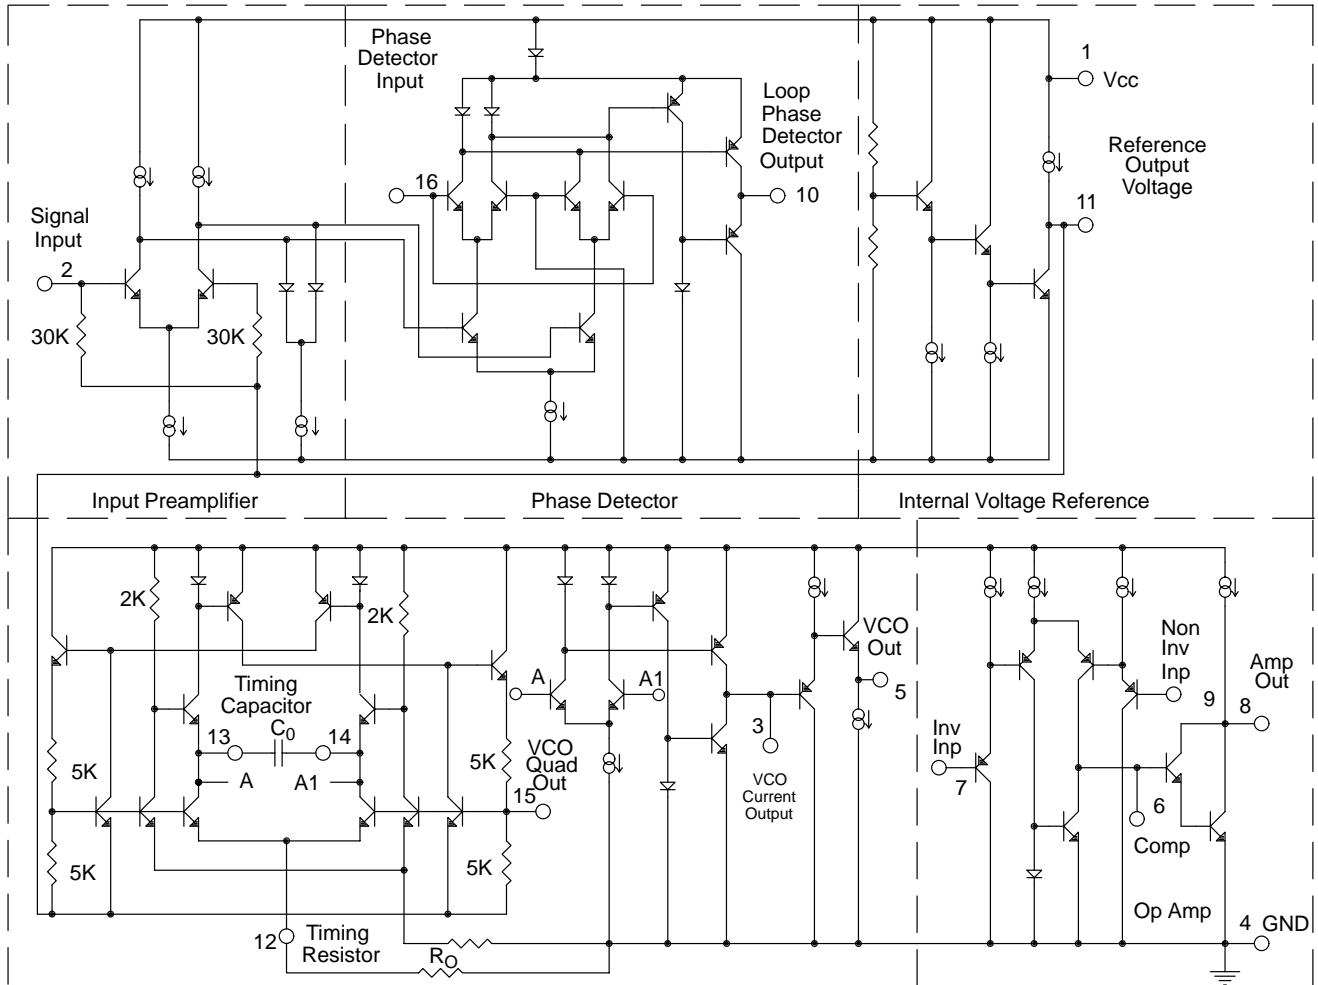 Phase
Detector
Input
1
Vcc
Loop
Phase
Detector
Output
Reference
Output
Voltage
16
10
11
Signal
Input
2
30K
30K
Input Preamplifier
Phase Detector
Internal Voltage Reference
2K
2K
VCO
Out
Non
Inv
Inp
Amp
Out
Timing
Capacitor
C0
A
A1
5
9
8
13
14
3
Inv
Inp
VCO
Quad
Out
5K
A
A1
5K
7
15
VCO
Current
Output
6
Comp
5K
5K
Op Amp
4 GND
12
Timing
Resistor
RO